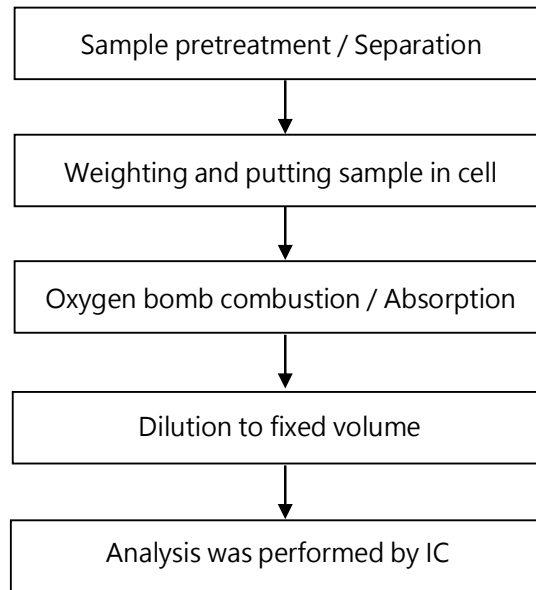 Sample pretreatment / Separation
Weighting and putting sample in cell
Oxygen bomb combustion / Absorption
Dilution to fixed volume
Analysis was performed by IC